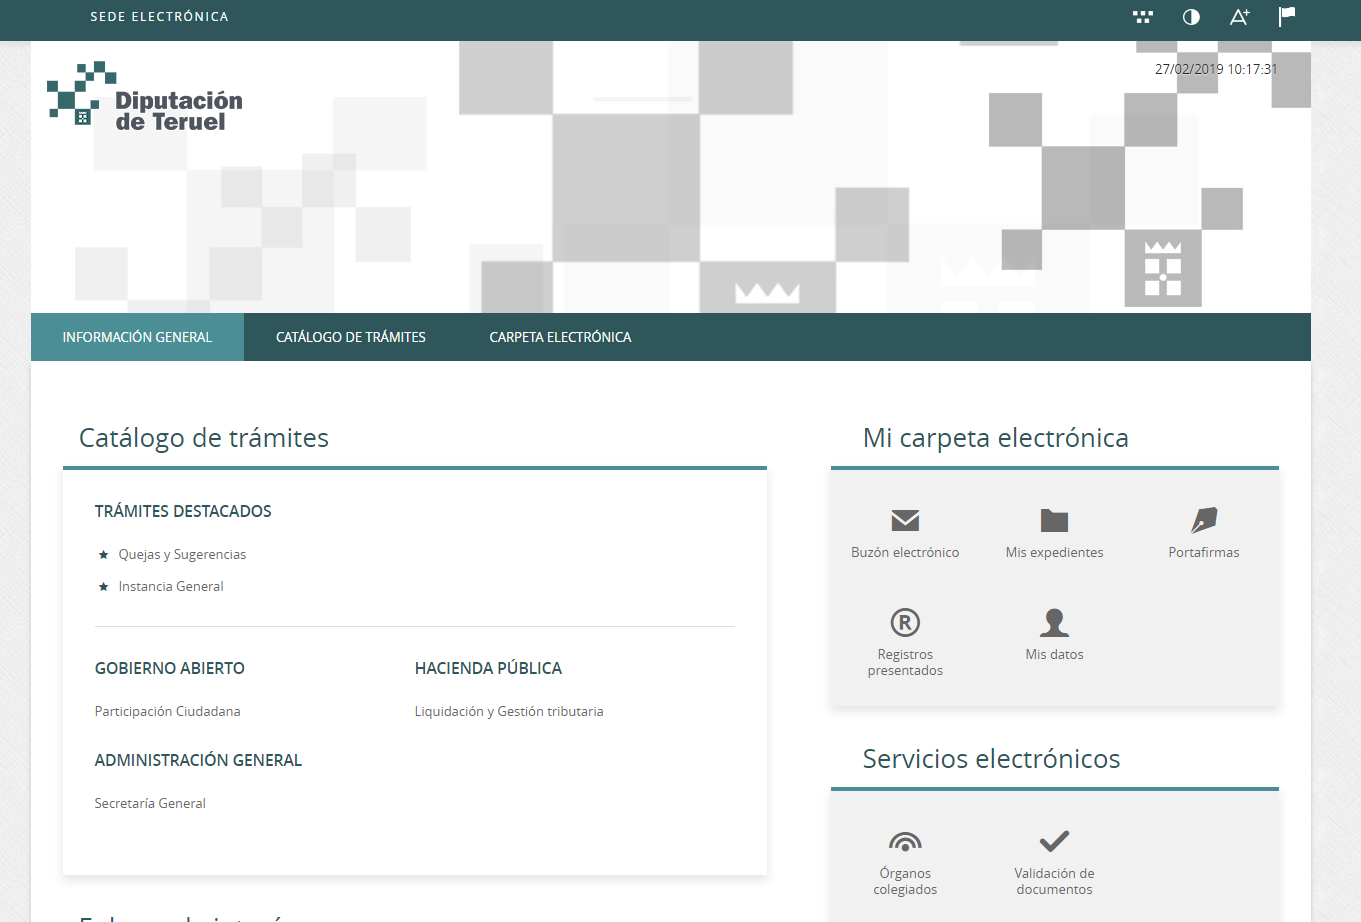 SEDE ELECTRÓNICA
27/02/2019 10:17:31
Diputación
de Teruel
INFORMACIÓN GENERAL
CATÁLOGO DE TRÁMITES
CARPETA ELECTRÓNICA
Catálogo de trámites
TRÁMITES DESTACADOS
Quejas y Sugerencias
Instancia General
GOBIERNO ABIERTO
Participación Ciudadana
HACIENDA PÚBLICA
Liquidación y Gestión tributaria
ADMINISTRACIÓN GENERAL
Secretaría General
Mi carpeta electrónica
Buzón electrónico
Mis expedientes
Portafirmas
Registros
presentados
Mis datos
Servicios electrónicos
Órganos
colegiados
Validación de
documentos